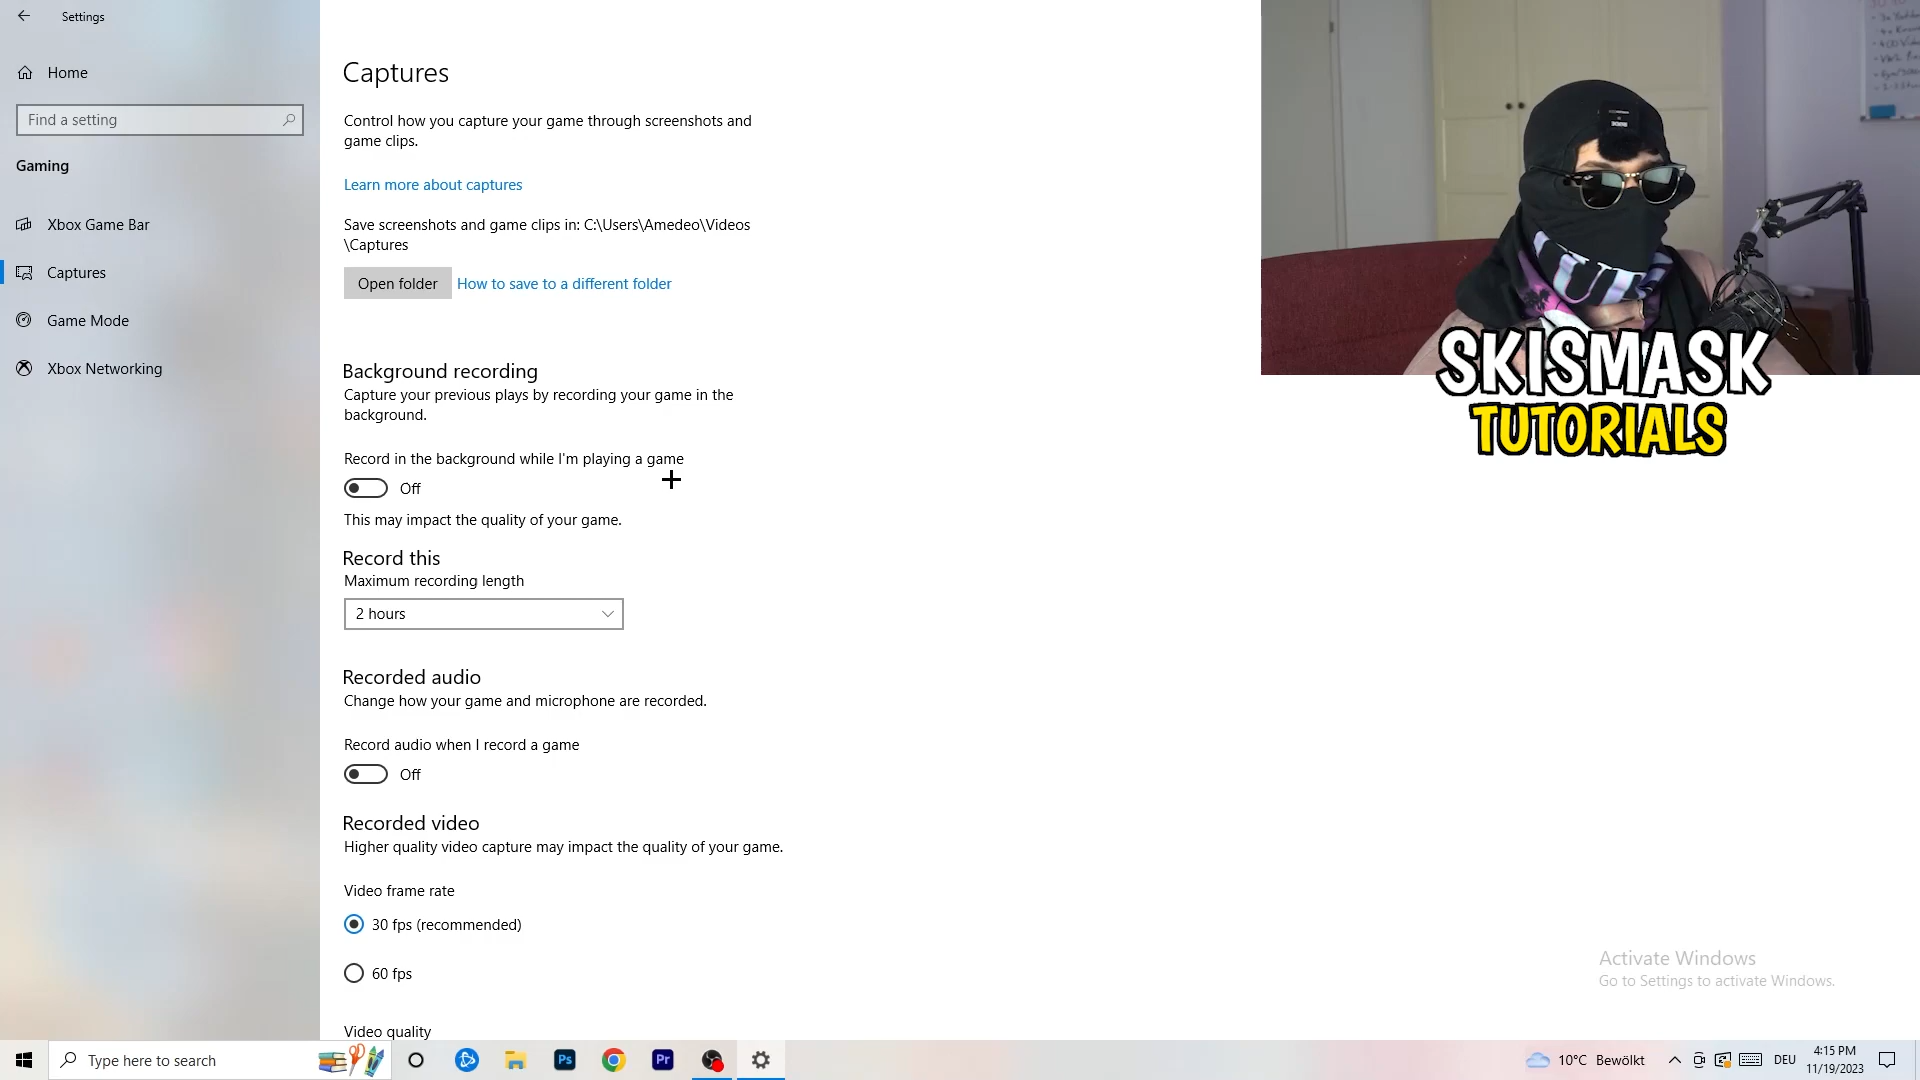 Settings
Home
Find a setting
Gaming
Xbox Game Bar
Captures
Game Mode
Xbox Networking
Captures
Control how you capture your game through screenshots and
game clips.
Learn more about captures
Save screenshots and game clips in: C:\Users\Amedeo\Videos
\Captures
Open folder
How to save to a different folder
Background recording
Capture your previous plays by recording your game in the
background.
Record in the background while I'm playing a game
Off
This may impact the quality of your game.
Record this
Maximum recording length
2 hours
Recorded audio
Change how your game and microphone are recorded.
Record audio when I record a game
Off
Recorded video
Higher quality video capture may impact the quality of your game.
Video frame rate
30 fps (recommended)
60 fps
Video quality
SKISMASK
TUTORIALS
Activate Windows
Go to Settings to activate Windows.
Type here to search
Ps
Pr
10°C Bewölkt
DEU
4:15 PM
11/19/2023